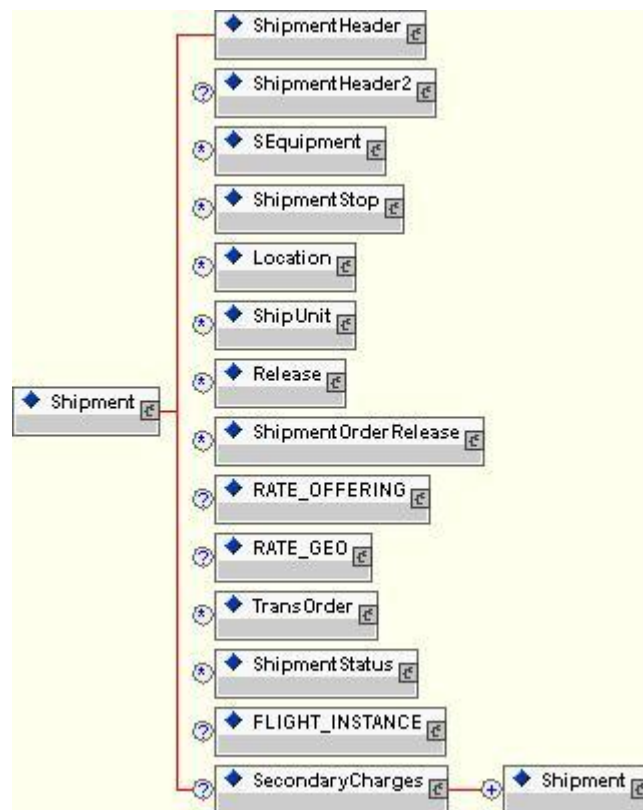 ShipmentHeader
? ShipmentHeader2
* SEquipment
* ShipmentStop
* Location
* ShipUnit
* Release
Shipment
* ShipmentOrderRelease
? RATE_OFFERING
? RATE_GEO
* TransOrder
* ShipmentStatus
? FLIGHT_INSTANCE
? SecondaryCharges + Shipment